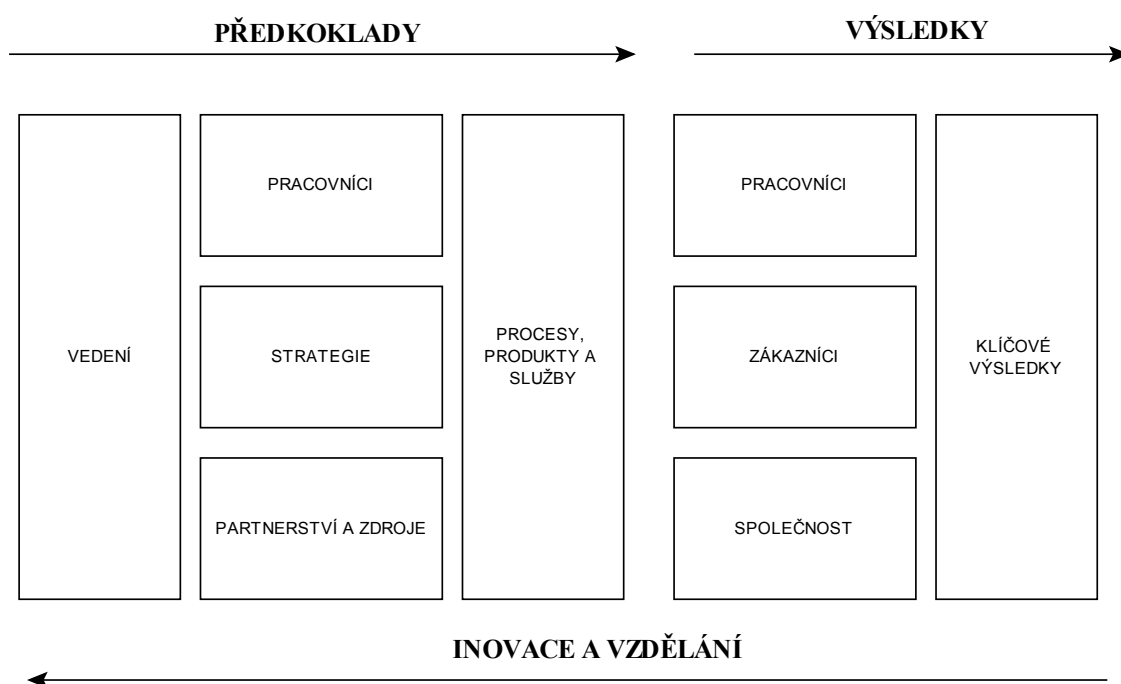 PŘEDKOKLADY
VÝSLEDKY
VEDENÍ
PRACOVNÍCI
STRATEGIE
PARTNERSTVÍ A ZDROJE
PROCESY,
PRODUKTY A
SLUŽBY
PRACOVNÍCI
ZÁKAZNÍCI
SPOLEČNOST
KLÍČOVÉ
VÝSLEDKY
INOVACE A VZDĚLÁNÍ